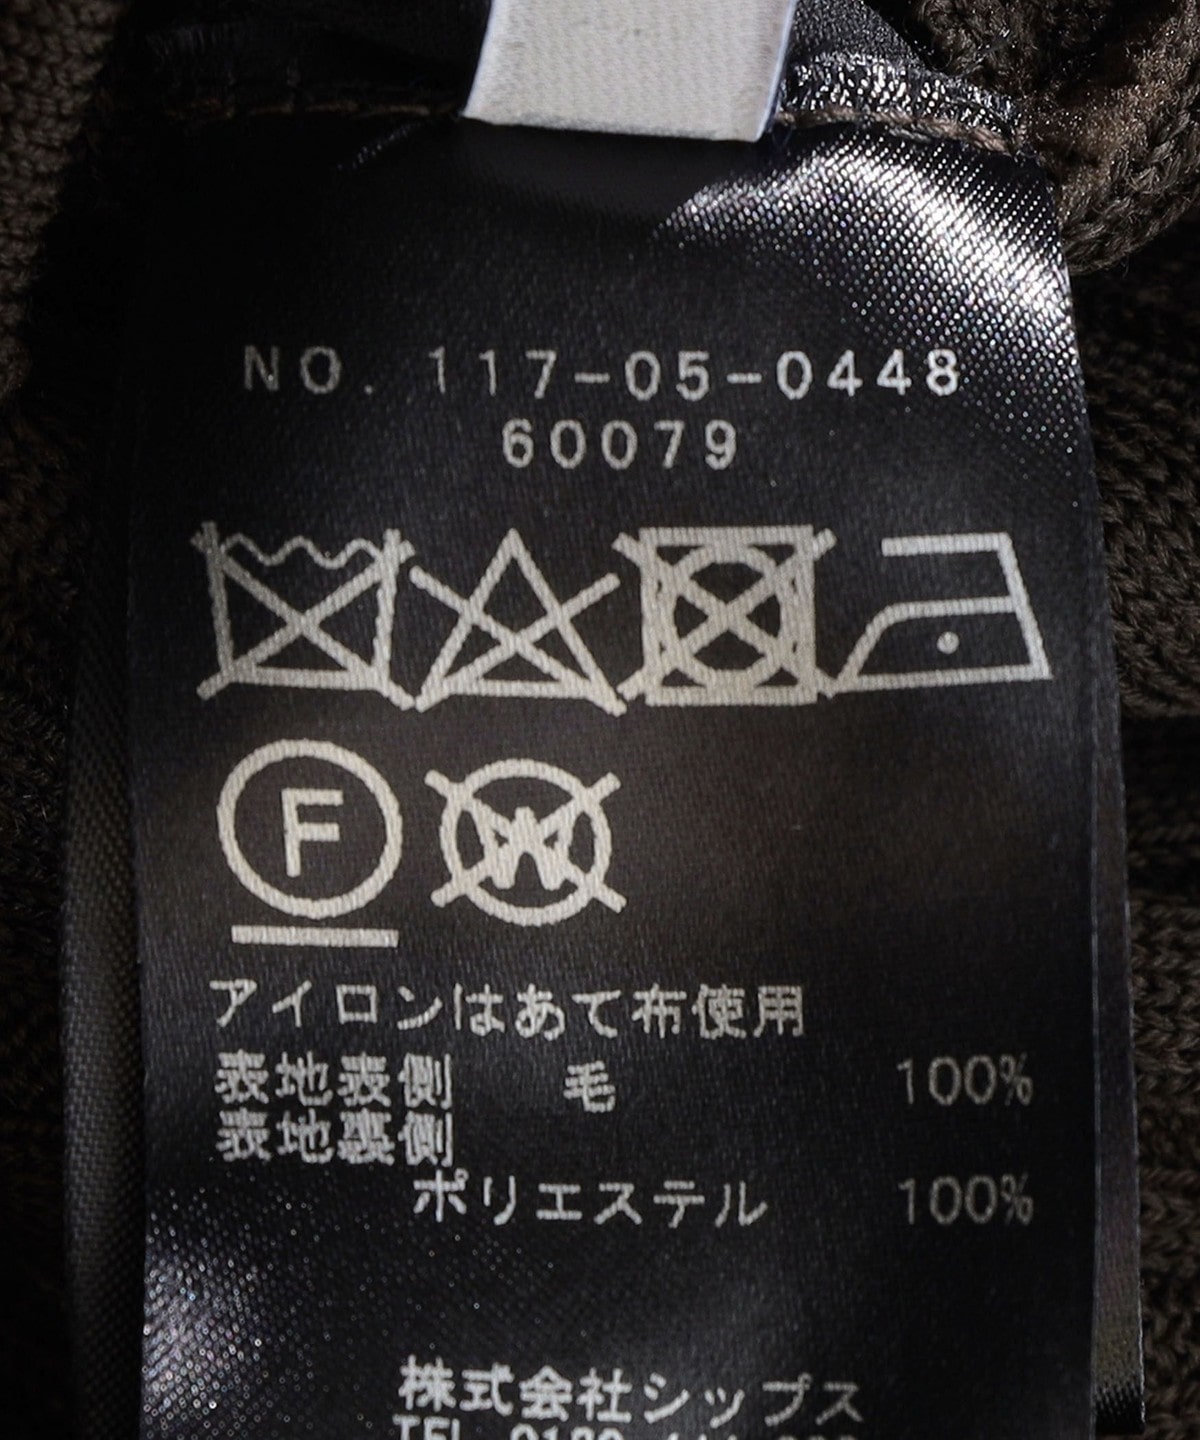 NO. 117-05-0448
60079
F
W
アイロンはあて布使用
表地表側 毛 100%
表地裏側
ポリエステル 100%
株式会社シップス
TEL